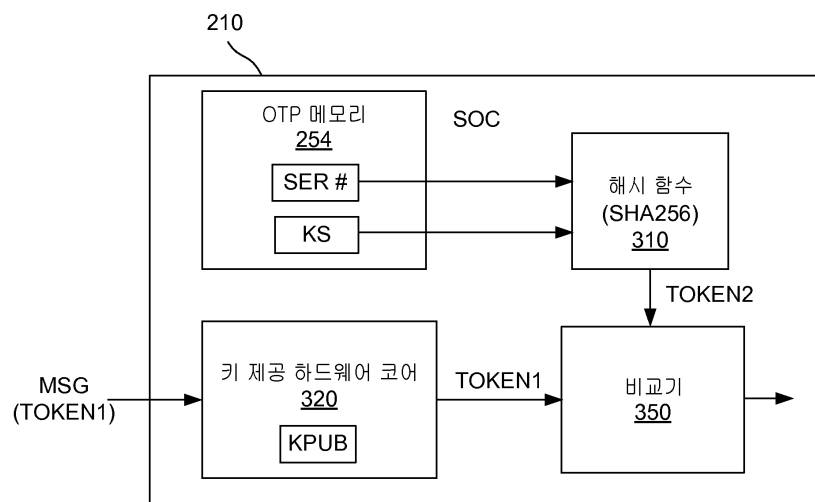 210
OTP 메모리
254
SER #
KS
SOC
해시 함수
(SHA256)
310
TOKEN2
MSG
(TOKEN1)
키 제공 하드웨어 코어
320
KPUB
TOKEN1
비교기
350